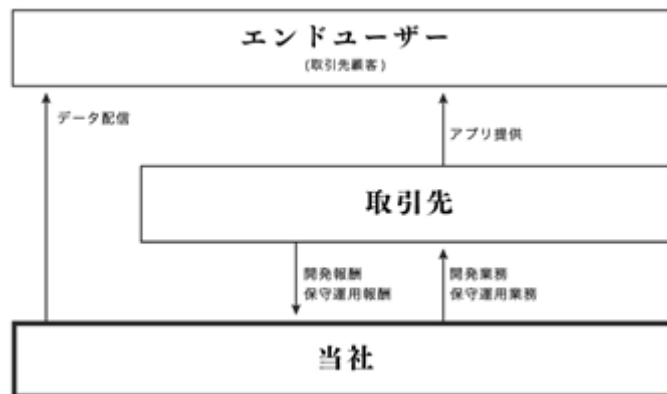 エンドユーザー
(取引先顧客)
データ配信
アプリ提供
取引先
開発報酬
保守運用報酬
開発業務
保守運用業務
当社